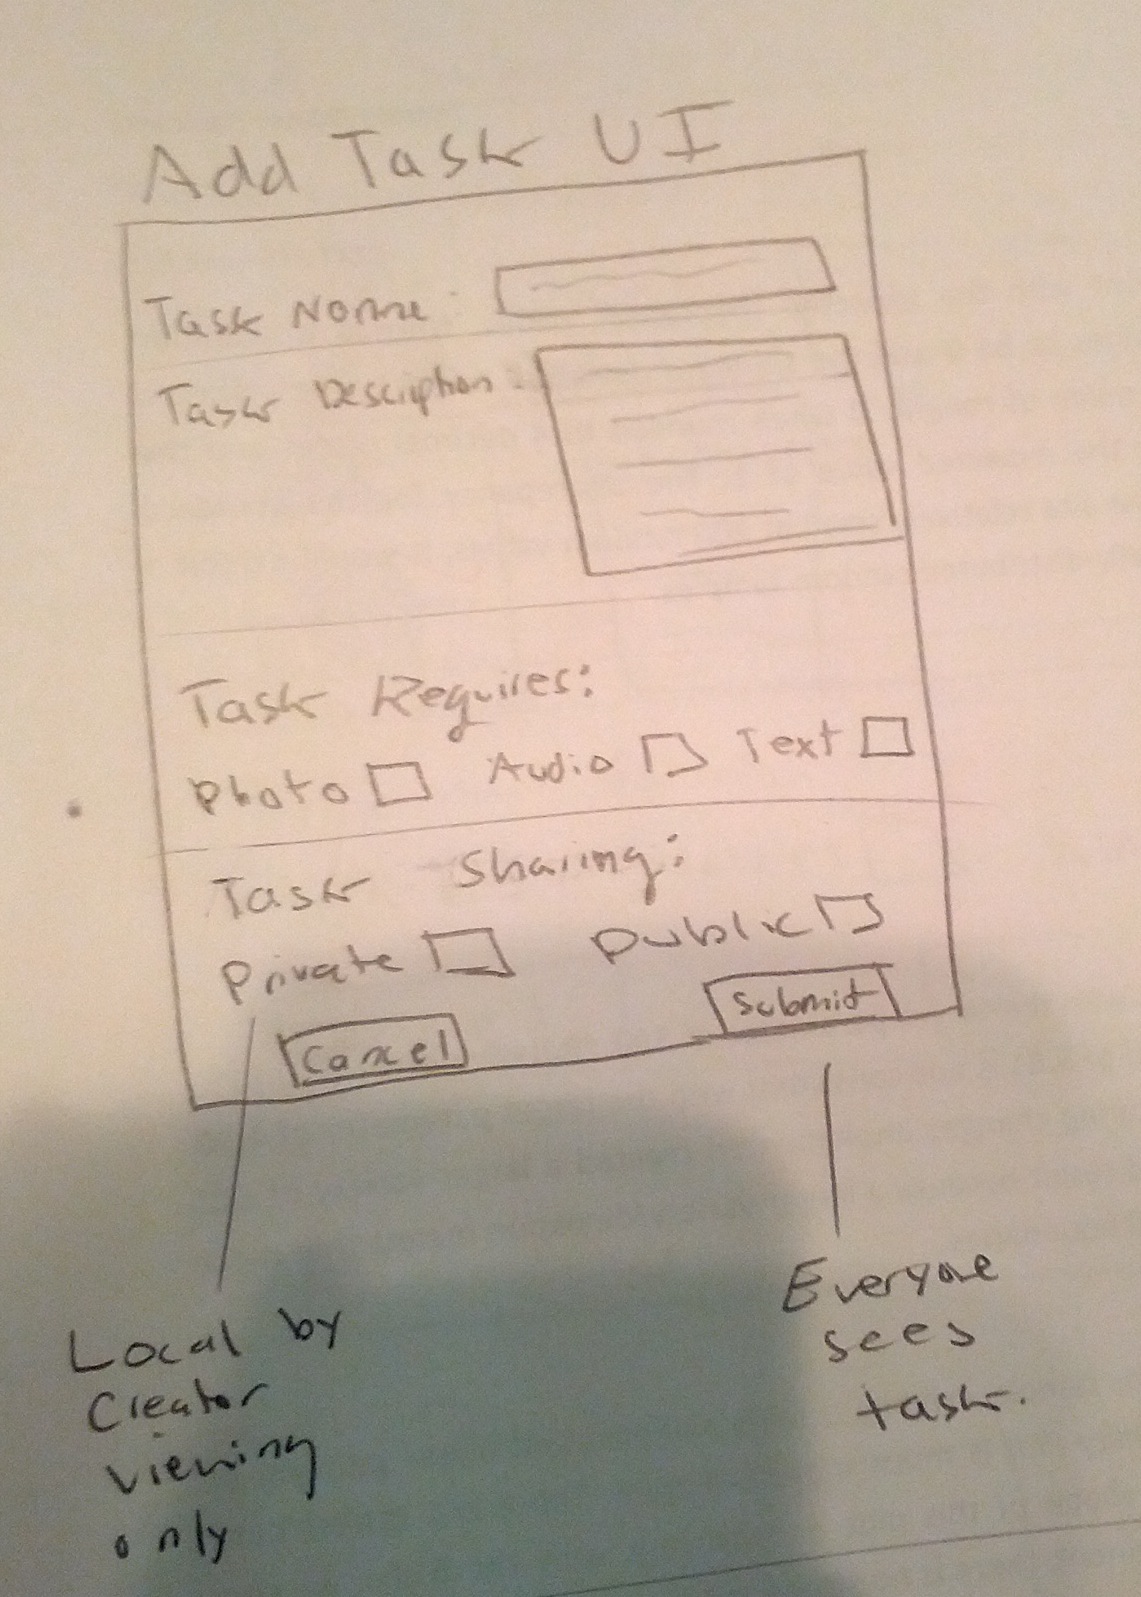 Add Task UI
Task Name:
Task Description:
Task Requires:
Photo Audio Text
Task Sharing:
Private Public
Cancel Submit
Local by
Creator
viewing
only
Everyone
sees
task.